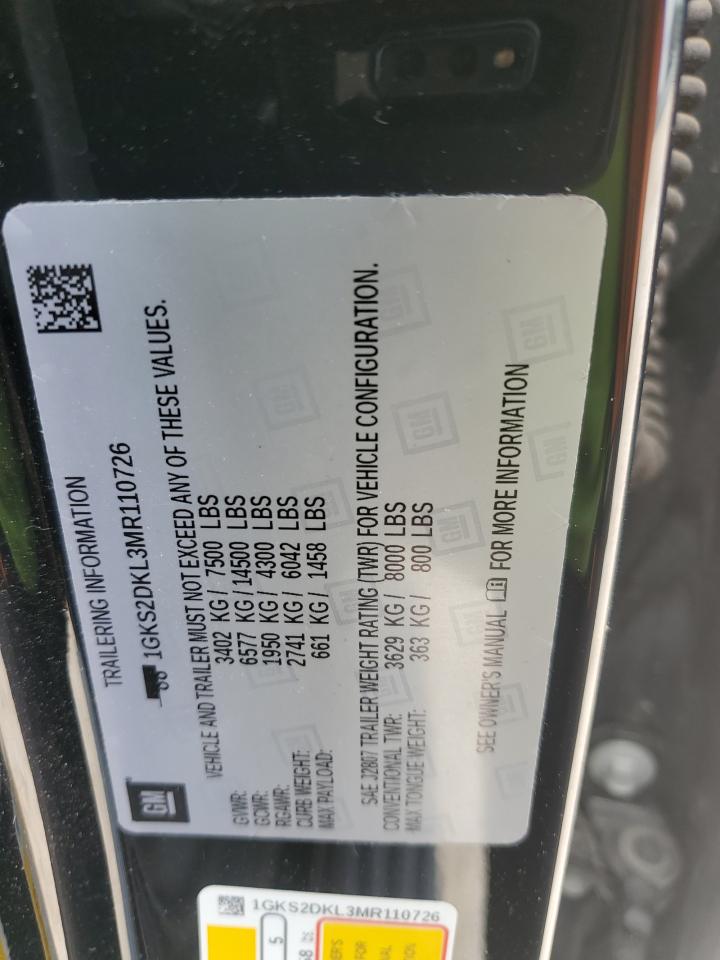 TRAILERING INFORMATION
GM
1GKS2DKL3MR110726
VEHICLE AND TRAILER MUST NOT EXCEED ANY OF THESE VALUES.
GVWR: 3402 KG / 7500 LBS
GCWR: 6577 KG / 14500 LBS
RGAWR: 1950 KG / 4300 LBS
CURB WEIGHT: 2741 KG / 6042 LBS
MAX PAYLOAD: 661 KG / 1458 LBS
SAE J2807 TRAILER WEIGHT RATING (TWR) FOR VEHICLE CONFIGURATION.
CONVENTIONAL TWR: 3629 KG / 8000 LBS
MAX TONGUE WEIGHT: 363 KG / 800 LBS
SEE OWNER'S MANUAL FOR MORE INFORMATION
1GKS2DKL3MR110726
5